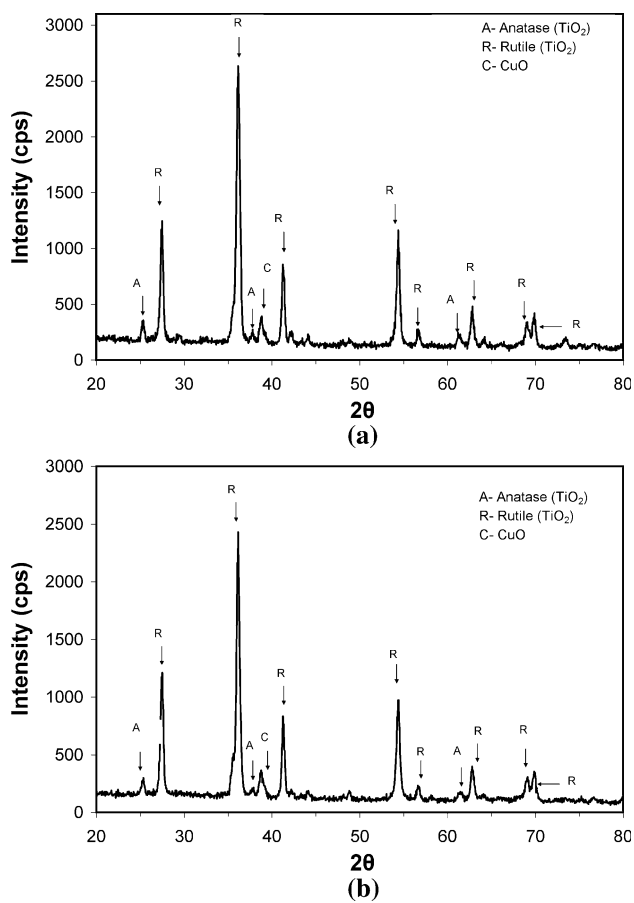 3000
2500
2000
1500
1000
500
0
Intensity (cps)
A- Anatase (TiO₂)
R- Rutile (TiO₂)
C- CuO
R
R
A
A
C
R
R
R
A
R
R
R
20 30 40 50 60 70 80
2θ
(a)
3000
2500
2000
1500
1000
500
0
Intensity (cps)
A- Anatase (TiO₂)
R- Rutile (TiO₂)
C- CuO
R
R
A
A
C
R
R
R
A
R
R
R
20 30 40 50 60 70 80
2θ
(b)